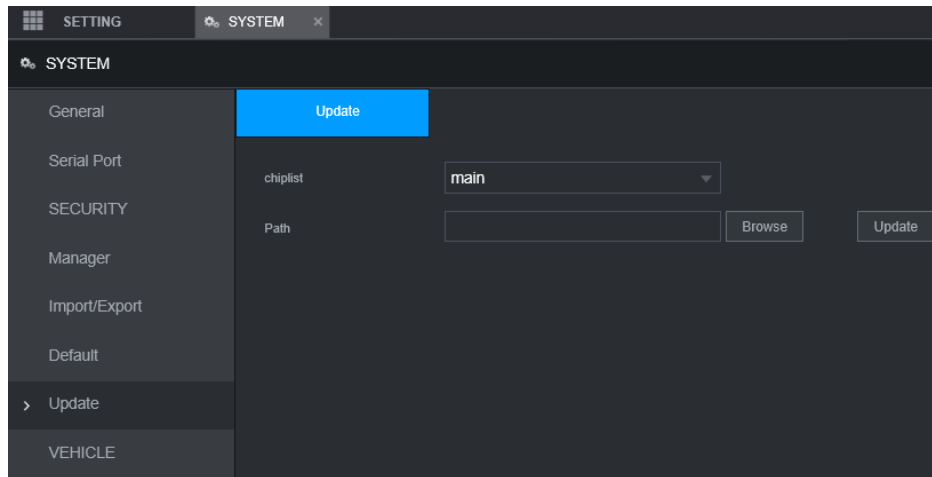 SETTING
SYSTEM ×
SYSTEM
General
Serial Port
SECURITY
Manager
Import/Export
Default
Update
VEHICLE
Update
chiplist main
Path Browse Update